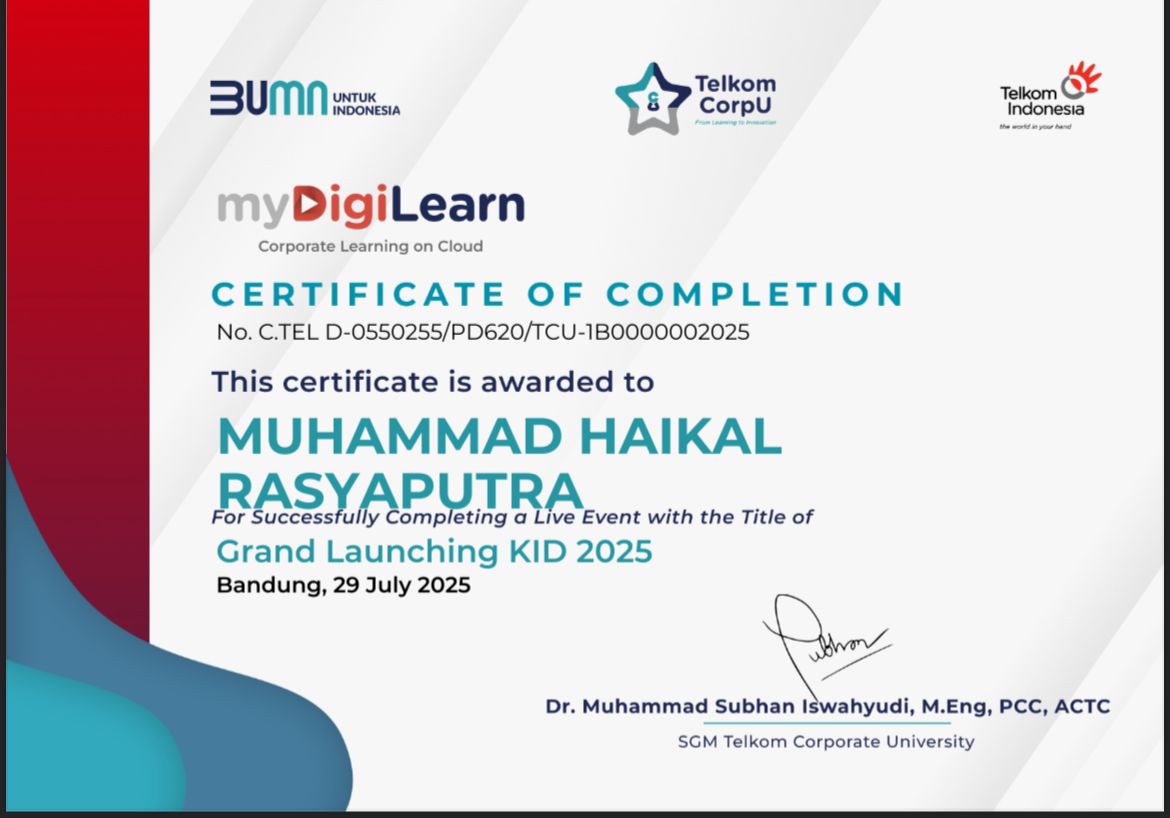 BUMN UNTUK
INDONESIA
Telkom
CorpU
From Learning to Innovation
Telkom
Indonesia
the world in your hand
myDigiLearn
Corporate Learning on Cloud
CERTIFICATE OF COMPLETION
No. C.TEL D-0550255/PD620/TCU-1B0000002025
This certificate is awarded to
MUHAMMAD HAIKAL
RASYAPUTRA
For Successfully Completing a Live Event with the Title of
Grand Launching KID 2025
Bandung, 29 July 2025
Dr. Muhammad Subhan Iswahyudi, M.Eng, PCC, ACTC
SGM Telkom Corporate University